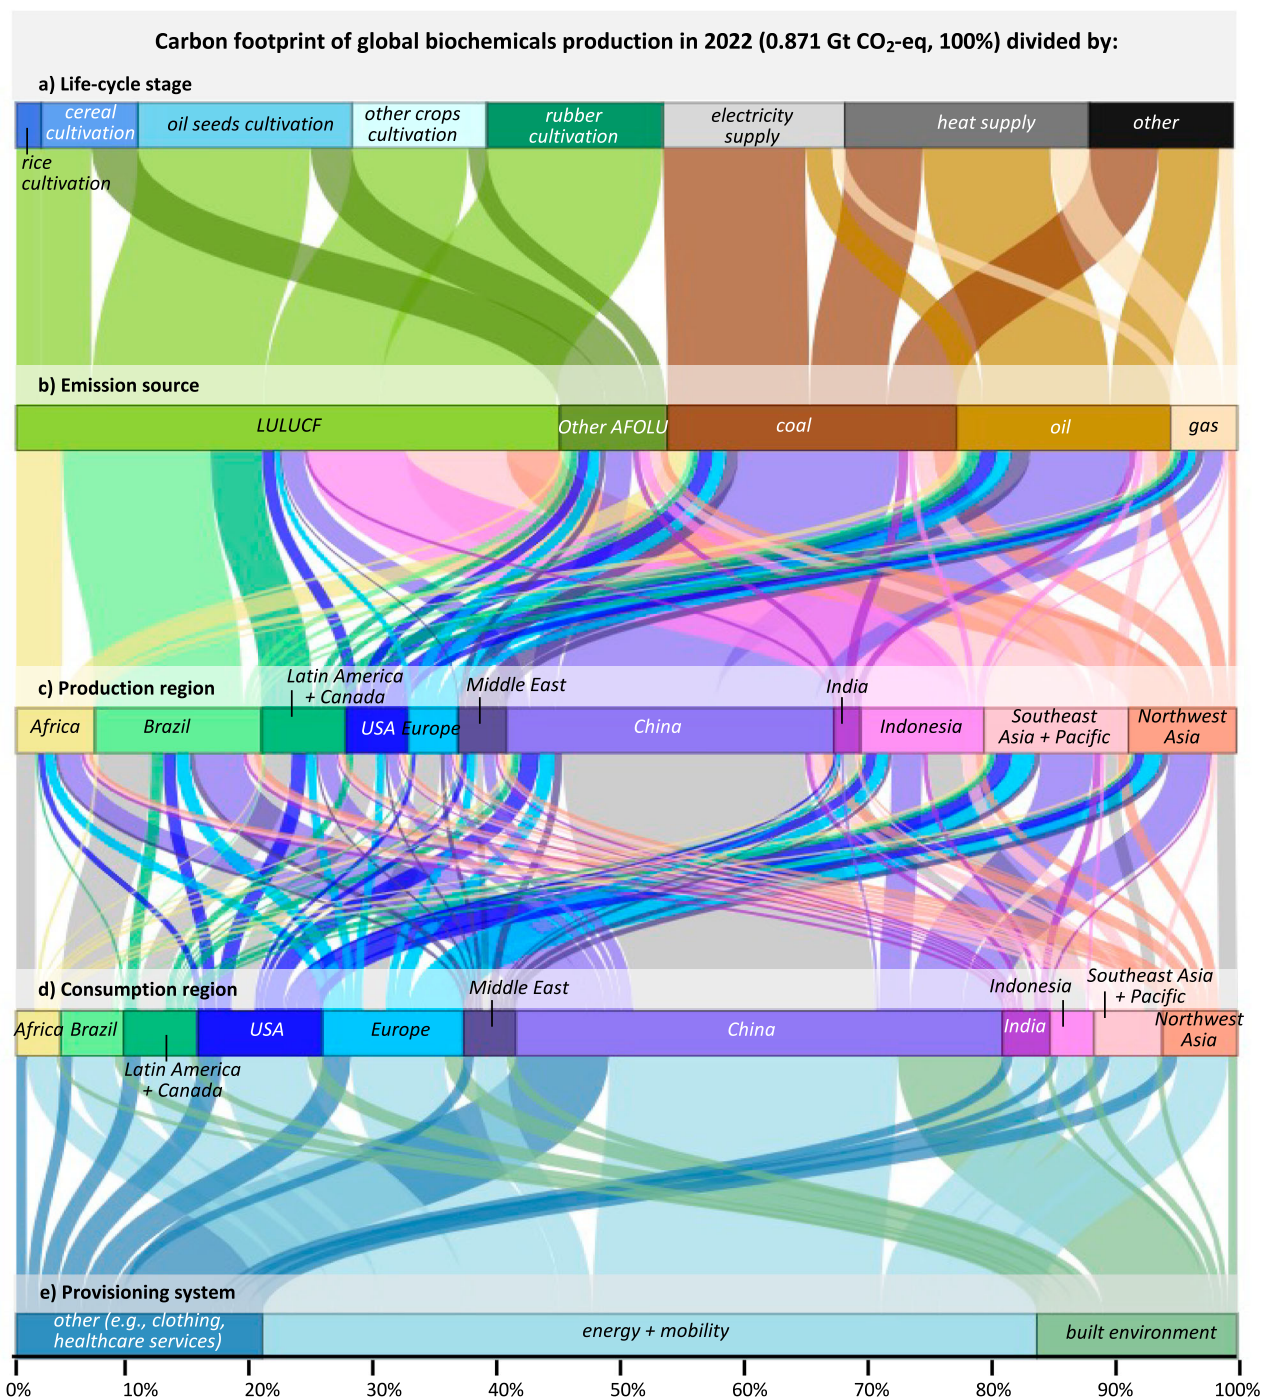 Carbon footprint of global biochemicals production in 2022 (0.871 Gt CO₂-eq, 100%) divided by:
a) Life-cycle stage
rice
cultivation
cereal
cultivation
oil seeds cultivation
other crops
cultivation
rubber
cultivation
electricity
supply
heat supply
other
b) Emission source
LULUCF
Other AFOLU
coal
oil
gas
c) Production region
Africa
Brazil
Latin America
+ Canada
USA
Europe
Middle East
China
India
Indonesia
Southeast
Asia + Pacific
Northwest
Asia
d) Consumption region
Africa
Brazil
Latin America
+ Canada
USA
Europe
Middle East
China
India
Indonesia
Southeast Asia
+ Pacific
Northwest
Asia
e) Provisioning system
other (e.g., clothing,
healthcare services)
energy + mobility
built environment
0% 10% 20% 30% 40% 50% 60% 70% 80% 90% 100%